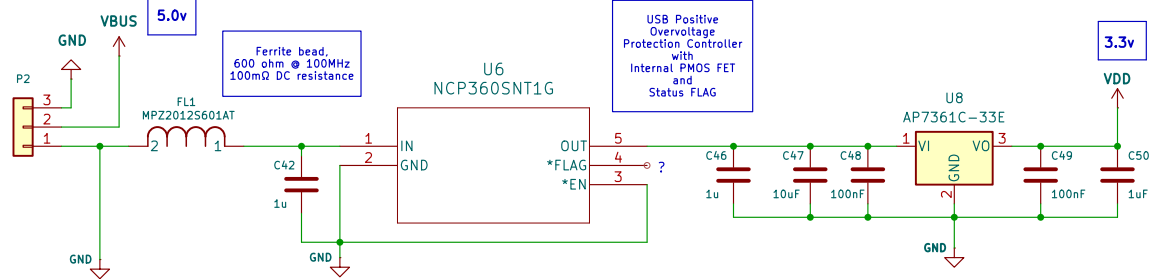 5.0v
VBUS
GND
P2
3
2
1
Ferrite bead,
600 ohm @ 100MHz
100mΩ DC resistance
FL1
MPZ2012S601AT
2 1
GND
C42
1u
U6
NCP360SNT1G
1 IN
2 GND
OUT 5
*FLAG 4 ?
*EN 3
GND
USB Positive
Overvoltage
Protection Controller
with
Internal PMOS FET
and
Status FLAG
C46
1u
C47
10uF
C48
100nF
U8
AP7361C-33E
1 VI
VO 3
GND
2
GND
3.3v
VDD
C49
100nF
C50
1uF